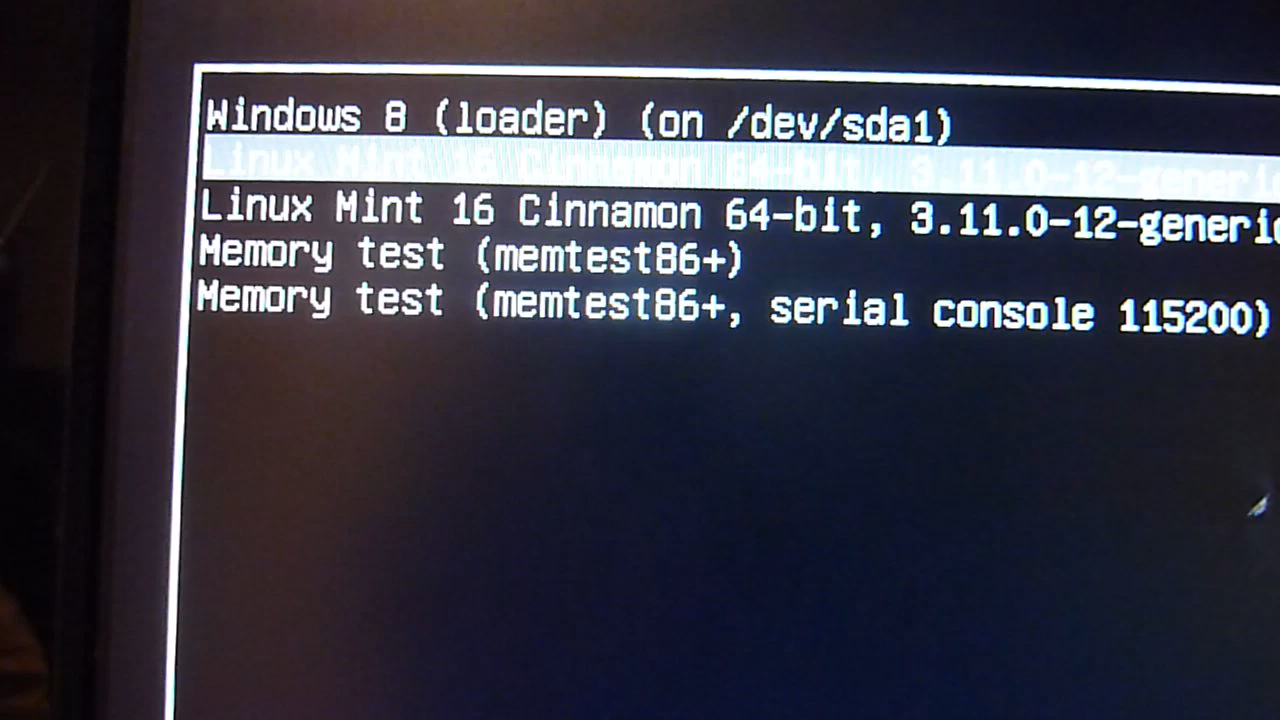 Windows 8 (loader) (on /dev/sda1)
Linux Mint 16 Cinnamon 64-bit, 3.11.0-12-generic
Linux Mint 16 Cinnamon 64-bit, 3.11.0-12-generic
Memory test (memtest86+)
Memory test (memtest86+, serial console 115200)